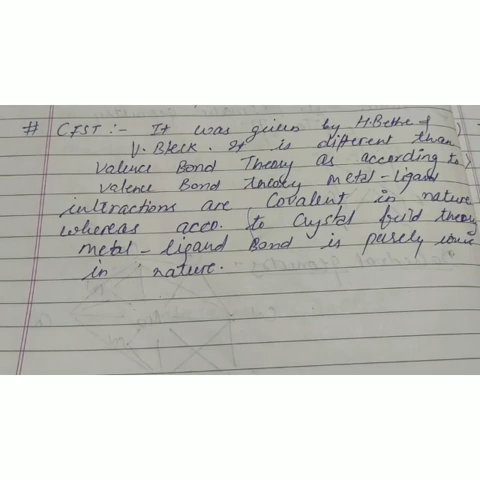 # CFST :- It was given by H.Bethe &
V. Bleck. It is different than
Valence Bond Theory as according to
Valence Bond theory metal-ligand
intractions are Covalent in nature
whereas acco. to Crystal feild theory
metal-ligand Bond is purely ionic
in nature.